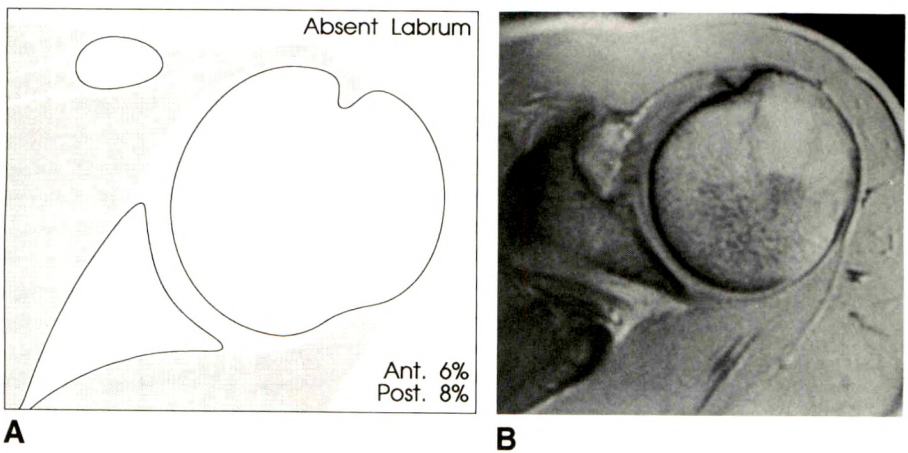 Absent Labrum
Ant. 6%
Post. 8%
A
B